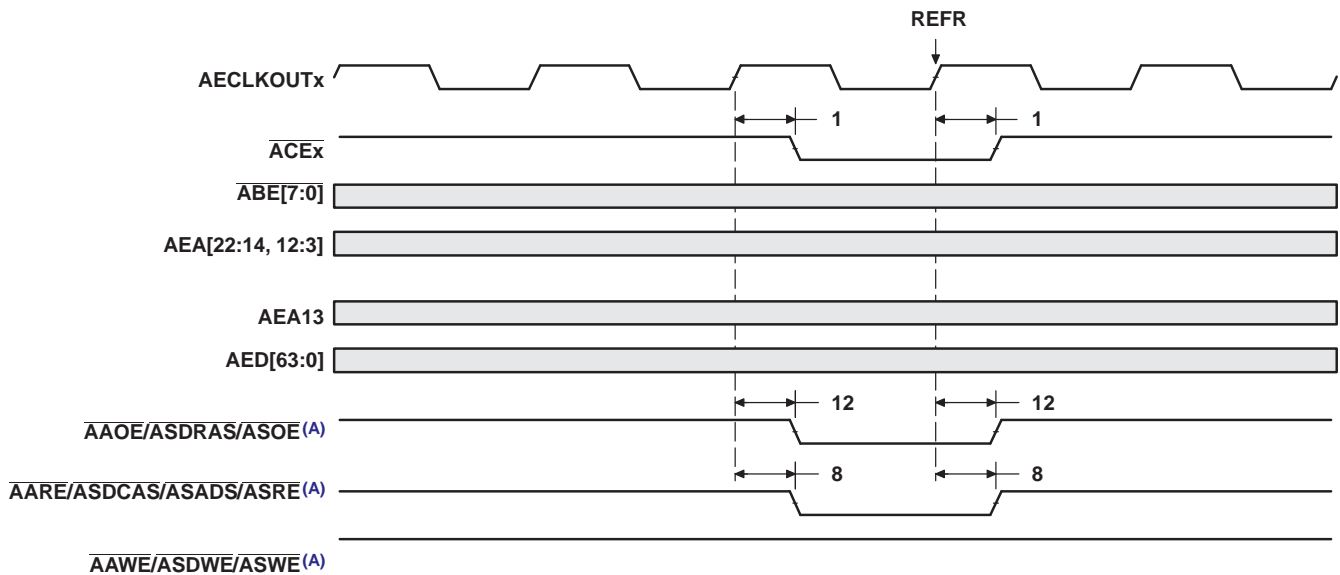 REFR
AECLKOUTx
1 1
ACEx
ABE[7:0]
AEA[22:14, 12:3]
AEA13
AED[63:0]
12 12
AAOE/ASDRAS/ASOE(A)
8 8
AARE/ASDCAS/ASADS/ASRE(A)
AAWE/ASDWE/ASWE(A)